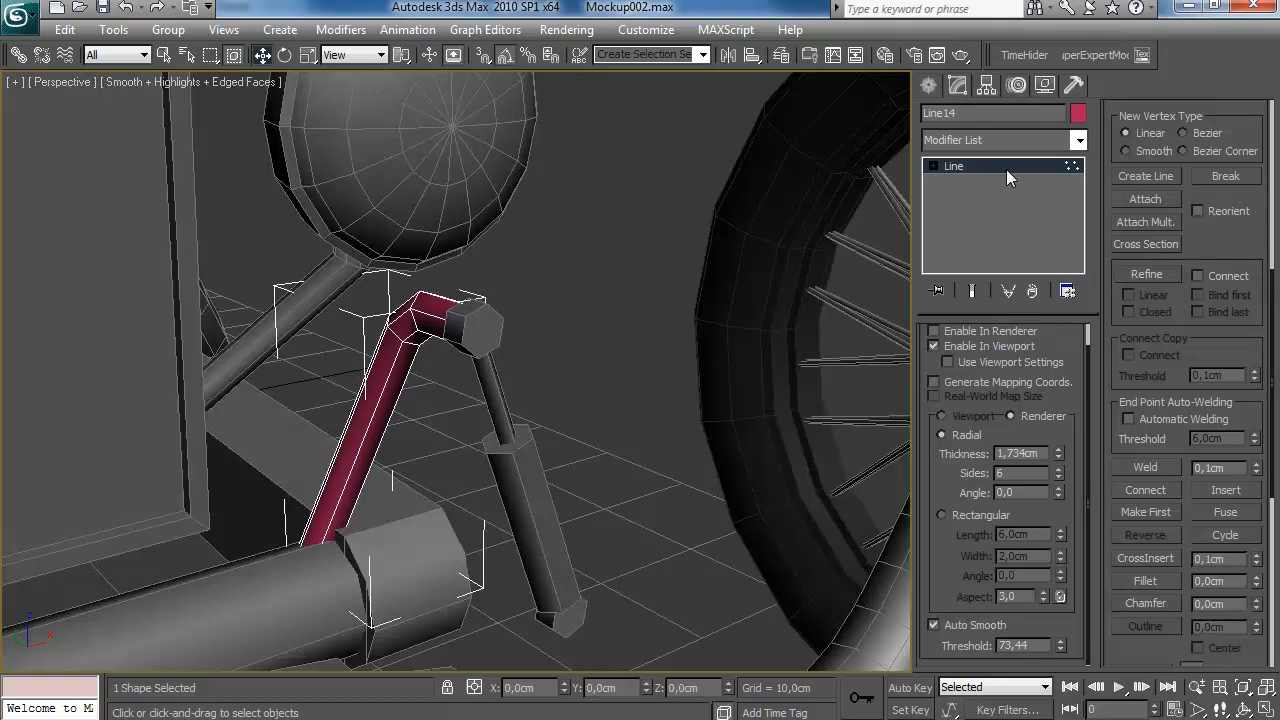 Autodesk 3ds Max 2010 SP1 x64 Mockup002.max
Type a keyword or phrase
Edit Tools Group Views Create Modifiers Animation Graph Editors Rendering Customize MAXScript Help
All View Create Selection Se TimeHider perExpertMoc
[ + ] [ Perspective ] [ Smooth + Highlights + Edged Faces ]
Line14
Modifier List
Line
Enable In Renderer
Enable In Viewport
Use Viewport Settings
Generate Mapping Coords.
Real-World Map Size
Viewport Renderer
Radial
Thickness: 1,734cm
Sides: 6
Angle: 0,0
Rectangular
Length: 6,0cm
Width: 2,0cm
Angle: 0,0
Aspect: 3,0
Auto Smooth
Threshold: 73,44
New Vertex Type
Linear Bezier
Smooth Bezier Corner
Create Line Break
Attach
Reorient
Attach Mult.
Cross Section
Refine Connect
Linear Bind first
Closed Bind last
Connect Copy
Connect
Threshold 0,1cm
End Point Auto-Welding
Automatic Welding
Threshold 6,0cm
Weld 0,1cm
Connect Insert
Make First Fuse
Reverse Cycle
CrossInsert 0,1cm
Fillet 0,0cm
Chamfer 0,0cm
Outline 0,0cm
Center
1 Shape Selected X: 0,0cm Y: 0,0cm Z: 0,0cm Grid = 10,0cm Auto Key Selected
Welcome to MA Click or click-and-drag to select objects Add Time Tag Set Key Key Filters... 0